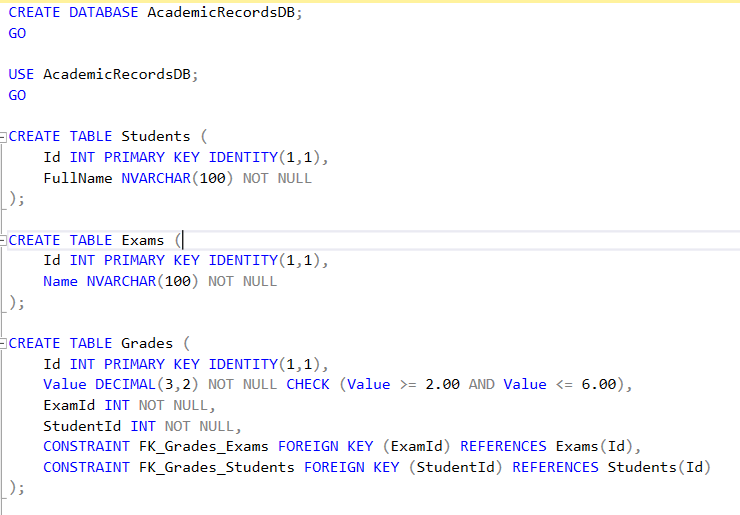 CREATE DATABASE AcademicRecordsDB;
GO
USE AcademicRecordsDB;
GO
CREATE TABLE Students (
Id INT PRIMARY KEY IDENTITY(1,1),
FullName NVARCHAR(100) NOT NULL
);
CREATE TABLE Exams (
Id INT PRIMARY KEY IDENTITY(1,1),
Name NVARCHAR(100) NOT NULL
);
CREATE TABLE Grades (
Id INT PRIMARY KEY IDENTITY(1,1),
Value DECIMAL(3,2) NOT NULL CHECK (Value >= 2.00 AND Value <= 6.00),
ExamId INT NOT NULL,
StudentId INT NOT NULL,
CONSTRAINT FK_Grades_Exams FOREIGN KEY (ExamId) REFERENCES Exams(Id),
CONSTRAINT FK_Grades_Students FOREIGN KEY (StudentId) REFERENCES Students(Id)
);